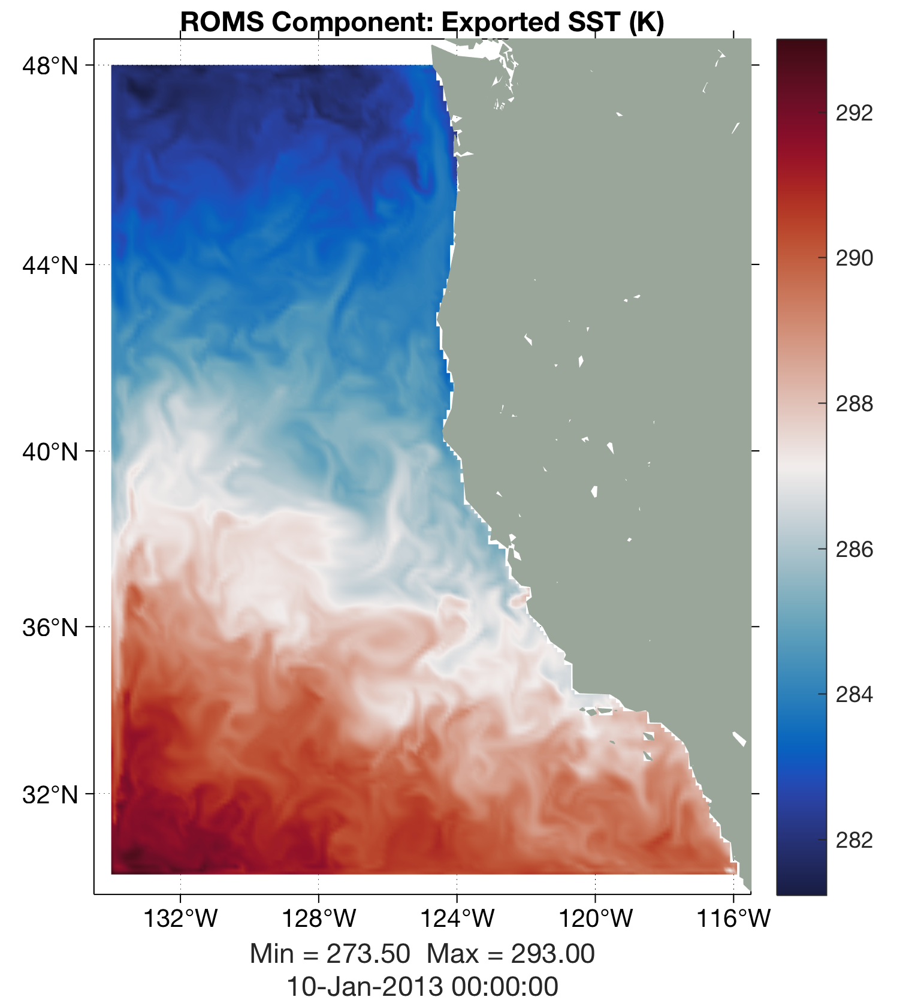 ROMS Component: Exported SST (K)
48°N
44°N
40°N
36°N
32°N
132°W 128°W 124°W 120°W 116°W
292
290
288
286
284
282
Min = 273.50 Max = 293.00
10-Jan-2013 00:00:00